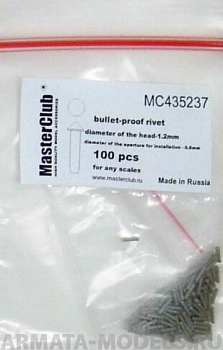 MC435237
MasterClub
HIGH-QUALITY MODEL ACCESSORIES
bullet-proof rivet
diameter of the head-1.2mm
diameter of the aperture for installation - 0.8mm
100 pcs
for any scales
www.masterclub.ru
Made in Russia
ARMATA-MODELS.RU